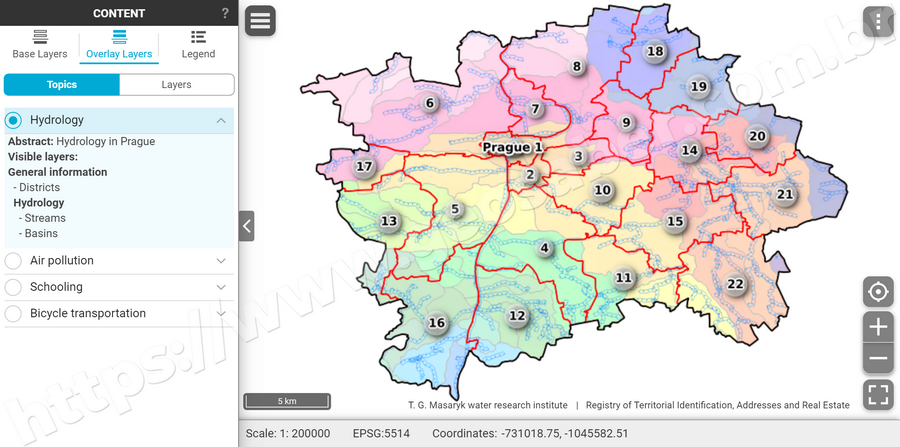 CONTENT ?
Base Layers Overlay Layers Legend
Topics Layers
Hydrology
Abstract: Hydrology in Prague
Visible layers:
General information
- Districts
Hydrology
- Streams
- Basins
Air pollution
Schooling
Bicycle transportation
18
8
19
6
7
9
20
Prague 1
14
3
17
2
10
21
5
13
15
4
11
22
12
16
5 km
T. G. Masaryk water research institute | Registry of Territorial Identification, Addresses and Real Estate
Scale: 1: 200000 EPSG:5514 Coordinates: -731018.75, -1045582.51